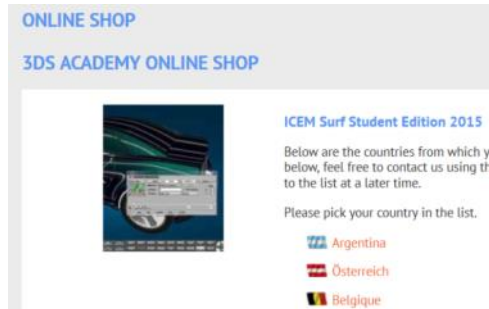 ONLINE SHOP
3DS ACADEMY ONLINE SHOP
ICEM Surf Student Edition 2015
Below are the countries from which y
below, feel free to contact us using th
to the list at a later time.
Please pick your country in the list.
Argentina
Österreich
Belgique